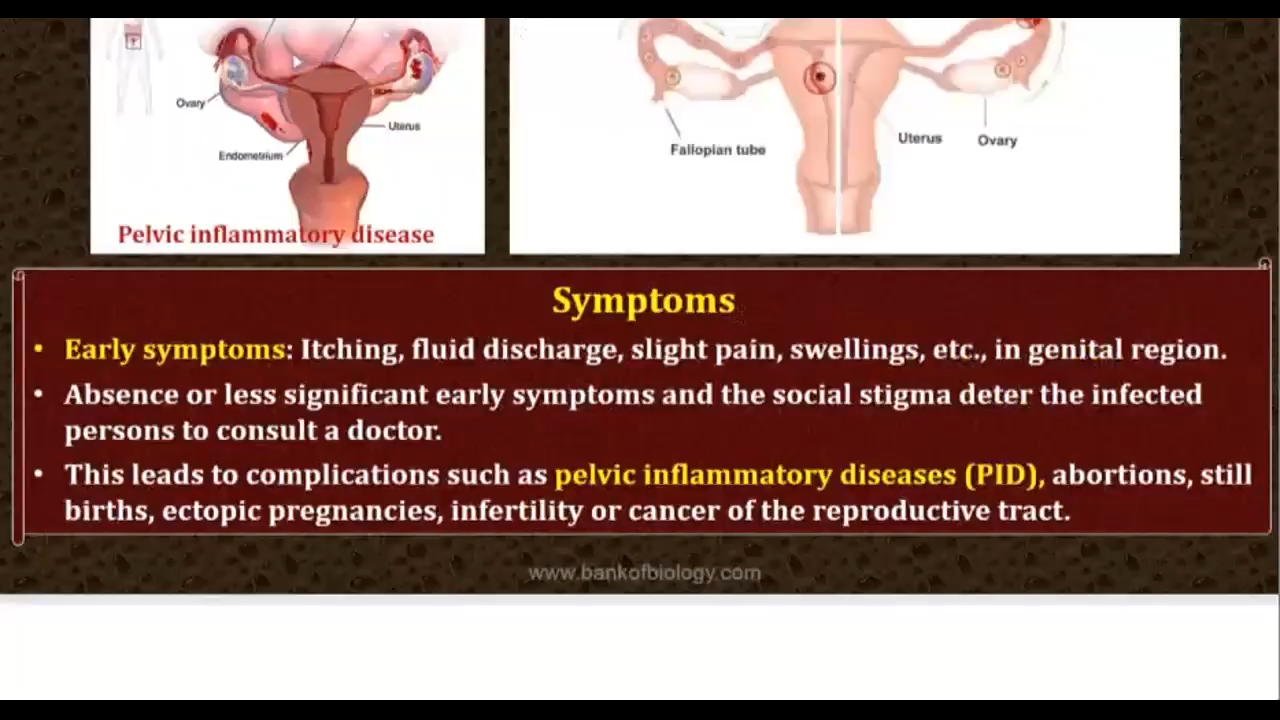 Ovary
Uterus
Endometrium
Pelvic inflammatory disease
Fallopian tube
Uterus
Ovary
Symptoms
• Early symptoms: Itching, fluid discharge, slight pain, swellings, etc., in genital region.
• Absence or less significant early symptoms and the social stigma deter the infected
persons to consult a doctor.
• This leads to complications such as pelvic inflammatory diseases (PID), abortions, still
births, ectopic pregnancies, infertility or cancer of the reproductive tract.
www.bankofbiology.com